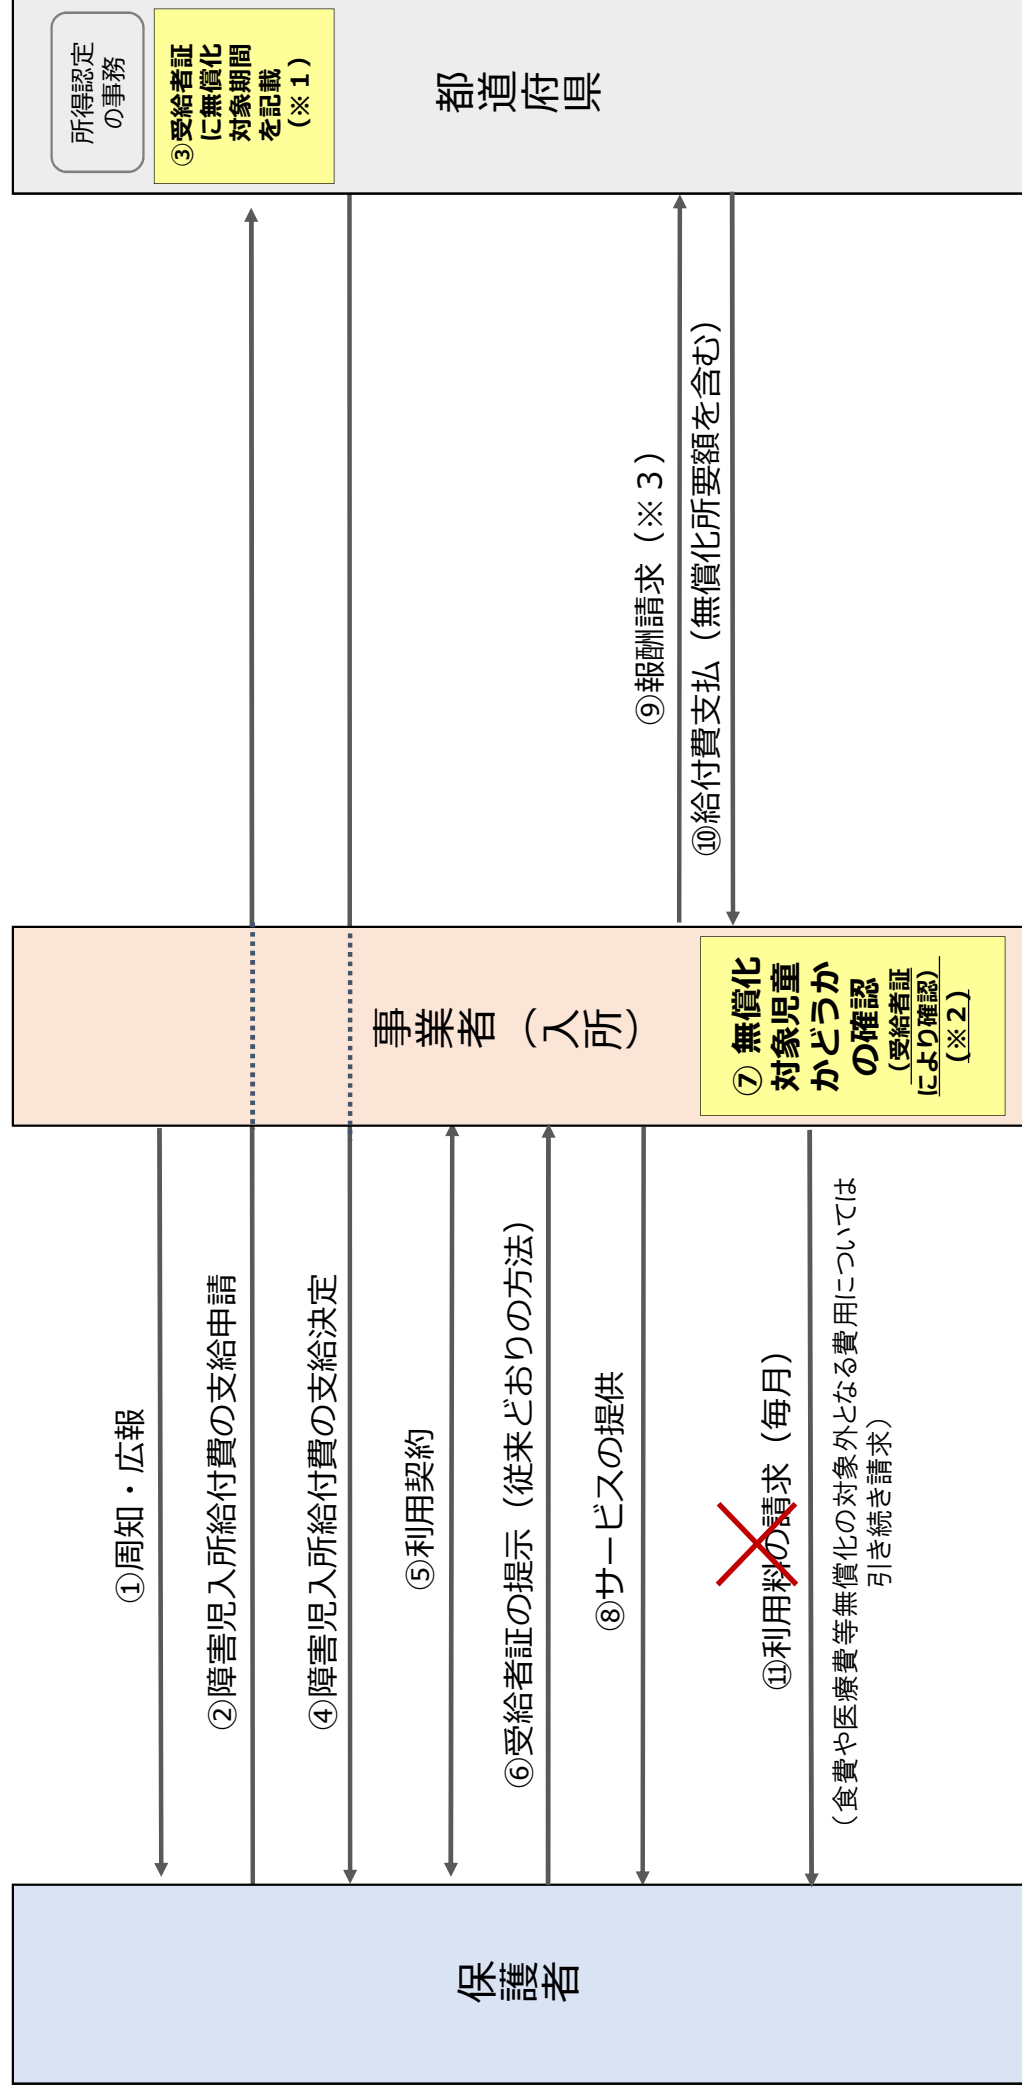 保護者
①周知・広報
②障害児入所給付費の支給申請
④障害児入所給付費の支給決定
⑤利用契約
⑥受給者証の提示（従来どおりの方法）
⑧サービスの提供
⑪利用料の請求（毎月）
（食費や医療費等無償化の対象外となる費用については
引き続き請求）
事業者（入所）
⑦ 無償化
対象児童
かどうか
の確認
（受給者証
により確認）
（※２）
⑨報酬請求（※３）
⑩給付費支払（無償化所要額を含む）
所得認定
の事務
③受給者証
に無償化
対象期間
を記載
（※１）
都道府県